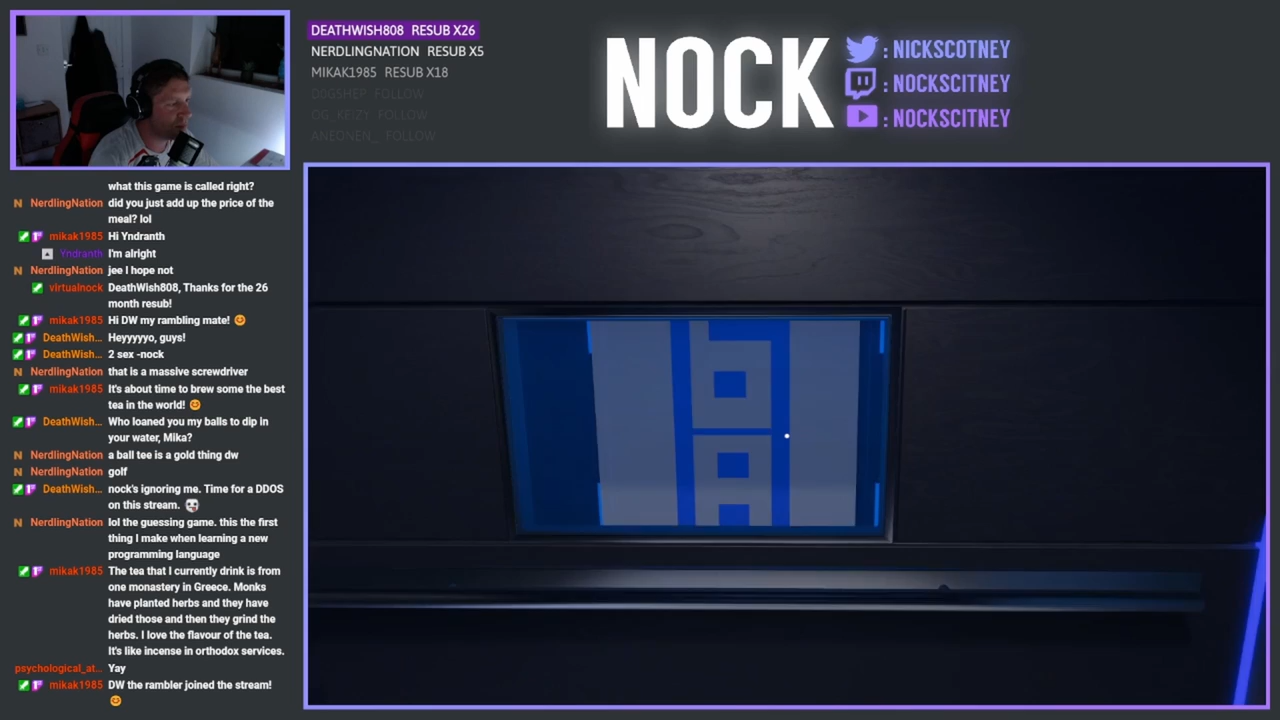 DEATHWISH808 RESUB X26
NERDLINGNATION RESUB X5
MIKAK1985 RESUB X18
D0GSHEP FOLLOW
ANEONEN_ FOLLOW
NOCK
: NICKSCOTNEY
: NOCKSCITNEY
: NOCKSCITNEY
what this game is called right?
NerdlingNation did you just add up the price of the
meal? lol
mikak1985 Hi Yndranth
Yndranth I'm alright
NerdlingNation jee I hope not
virtualnock DeathWish808, Thanks for the 26
month resub!
mikak1985 Hi DW my rambling mate! 😊
DeathWish... Heyyyyyo, guys!
DeathWish... 2 sex -nock
NerdlingNation that is a massive screwdriver
mikak1985 It's about time to brew some the best
tea in the world! 😊
DeathWish... Who loaned you my balls to dip in
your water, Mika?
NerdlingNation a ball tee is a gold thing dw
NerdlingNation golf
DeathWish... nock's ignoring me. Time for a DDOS
on this stream.
NerdlingNation lol the guessing game. this the first
thing I make when learning a new
programming language
mikak1985 The tea that I currently drink is from
one monastery in Greece. Monks
have planted herbs and they have
dried those and then they grind the
herbs. I love the flavour of the tea.
It's like incense in orthodox services.
psychological_at... Yay
mikak1985 DW the rambler joined the stream!
😊